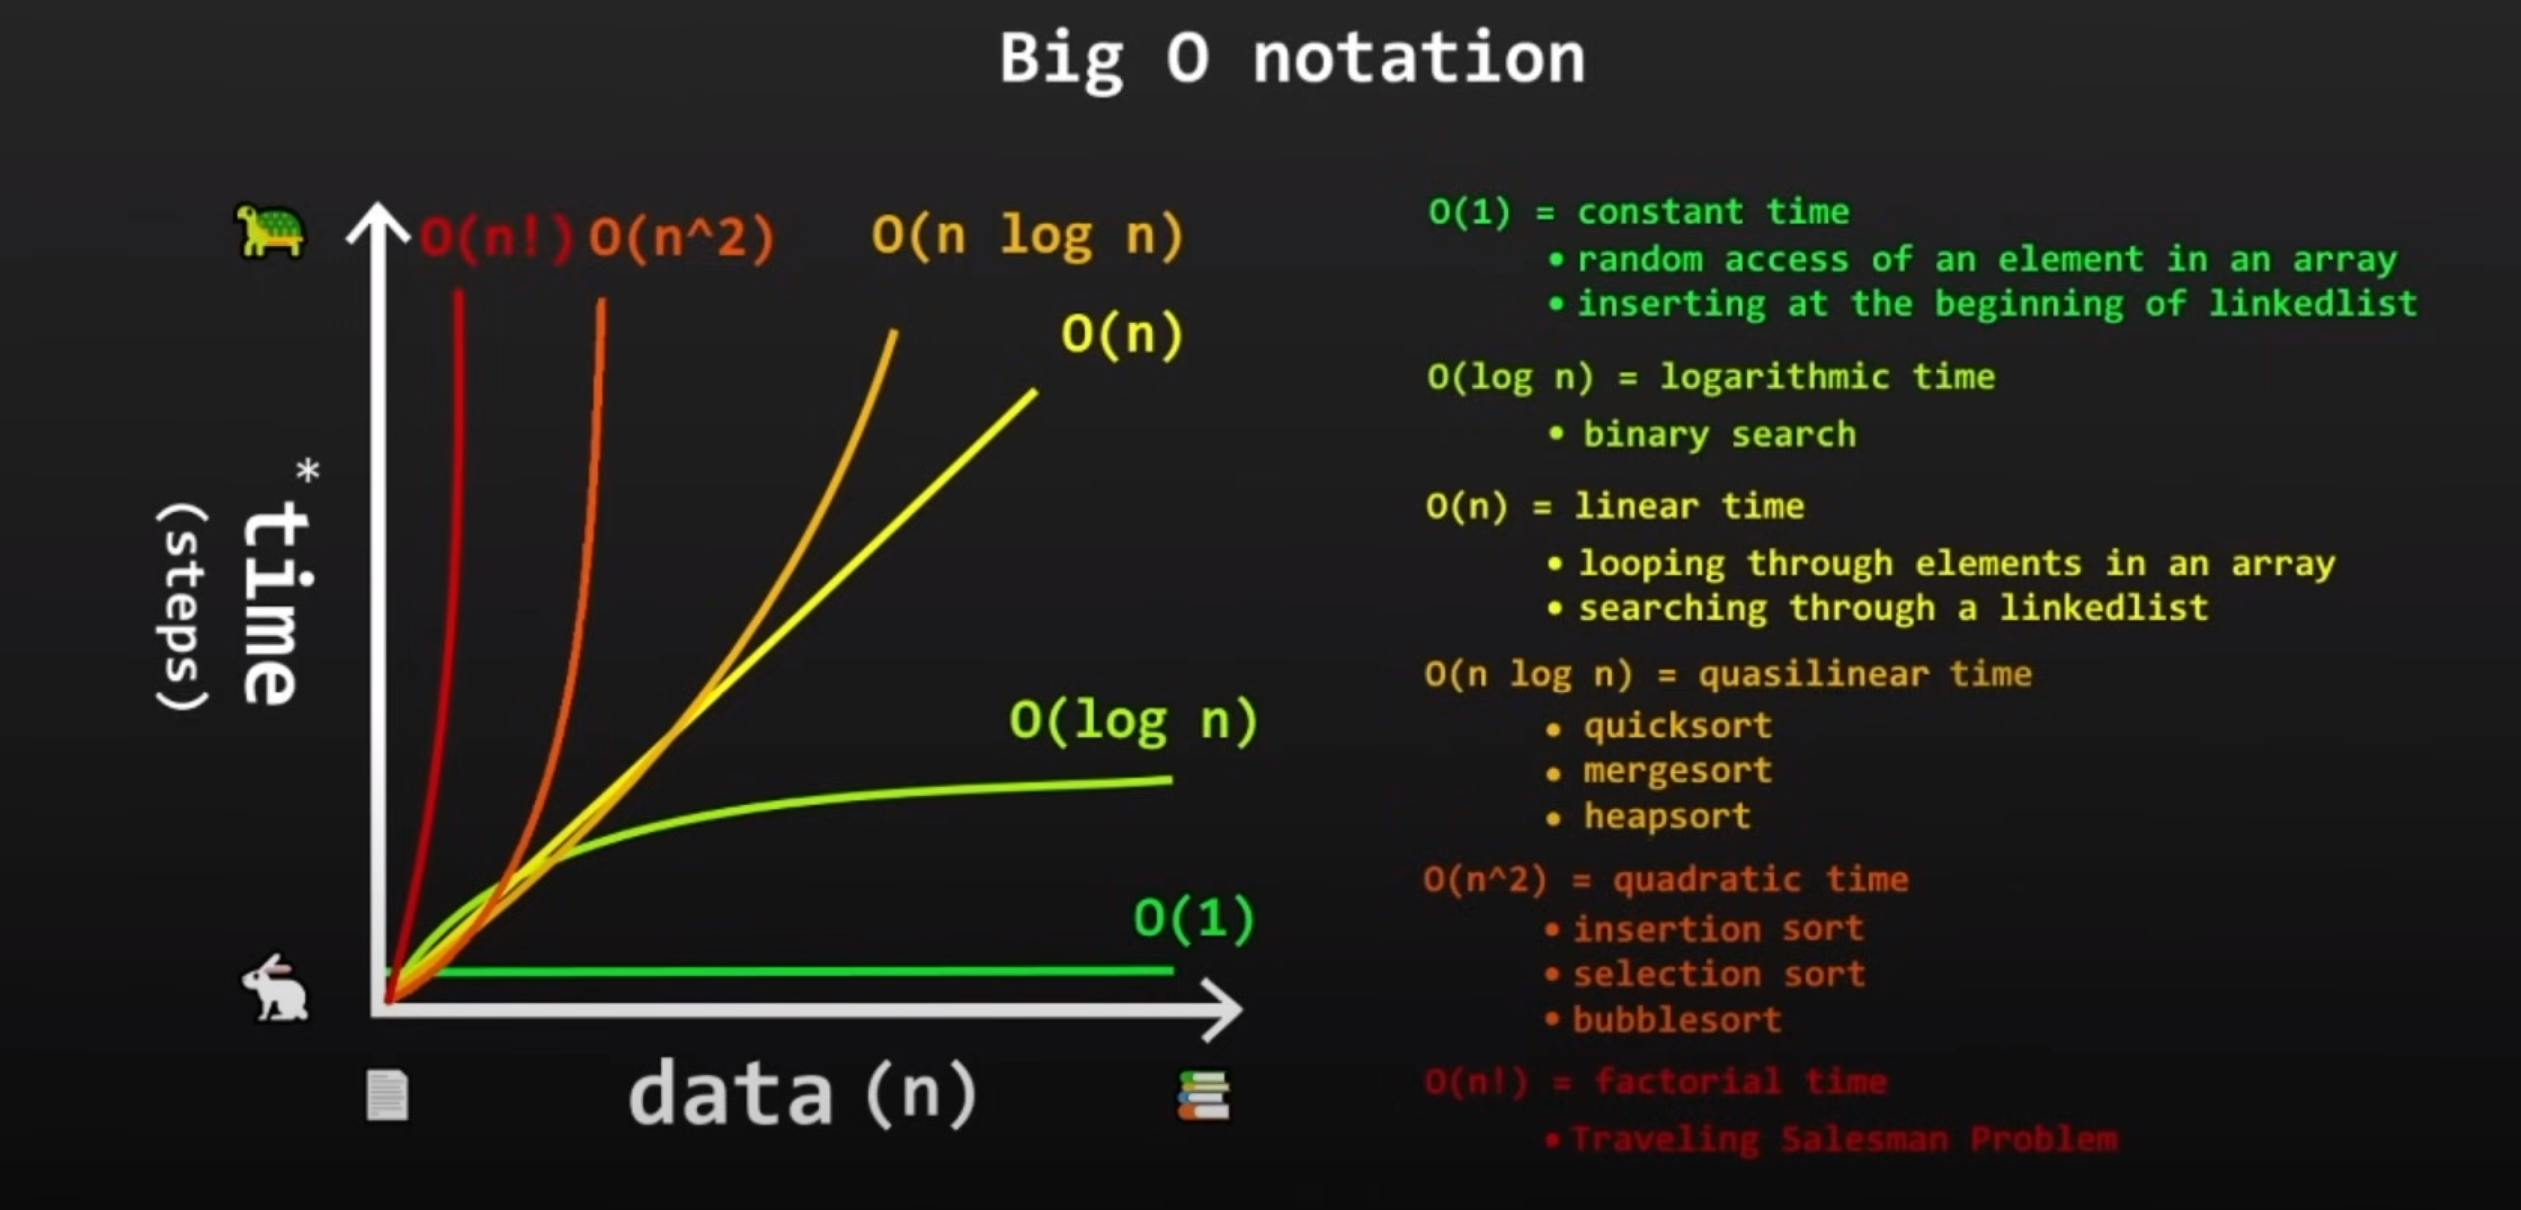 Big O notation
O(n!)
O(n^2)
O(n log n)
O(n)
O(log n)
O(1)
*
time
(steps)
data (n)
O(1) = constant time
• random access of an element in an array
• inserting at the beginning of linkedlist
O(log n) = logarithmic time
• binary search
O(n) = linear time
• looping through elements in an array
• searching through a linkedlist
O(n log n) = quasilinear time
• quicksort
• mergesort
• heapsort
O(n^2) = quadratic time
• insertion sort
• selection sort
• bubblesort
O(n!) = factorial time
• Traveling Salesman Problem